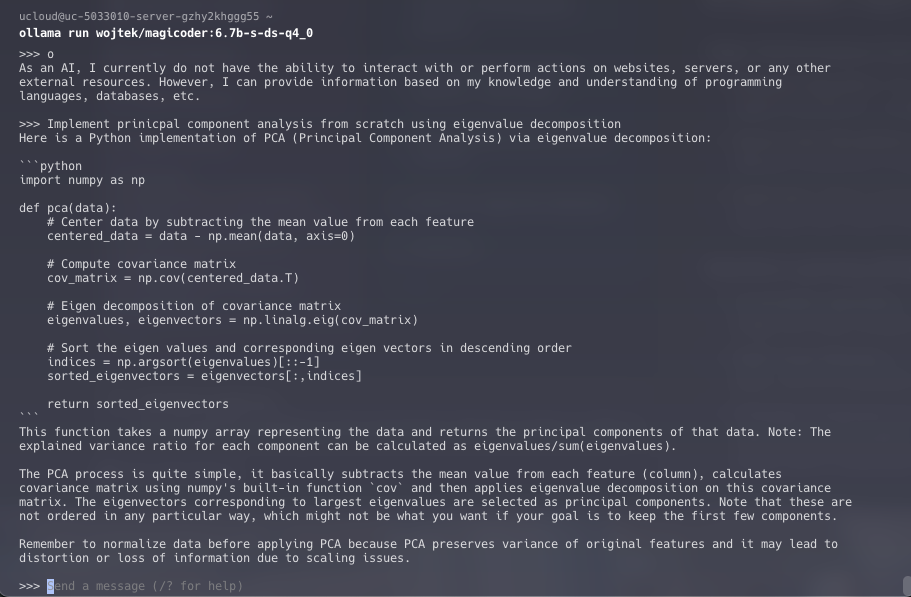 ucloud@uc-5033010-server-gzhy2khggg55 ~
ollama run wojtek/magicoder:6.7b-s-ds-q4_0
>>> o
As an AI, I currently do not have the ability to interact with or perform actions on websites, servers, or any other
external resources. However, I can provide information based on my knowledge and understanding of programming
languages, databases, etc.
>>> Implement prinicpal component analysis from scratch using eigenvalue decomposition
Here is a Python implementation of PCA (Principal Component Analysis) via eigenvalue decomposition:
```python
import numpy as np
def pca(data):
    # Center data by subtracting the mean value from each feature
    centered_data = data - np.mean(data, axis=0)
    # Compute covariance matrix
    cov_matrix = np.cov(centered_data.T)
    # Eigen decomposition of covariance matrix
    eigenvalues, eigenvectors = np.linalg.eig(cov_matrix)
    # Sort the eigen values and corresponding eigen vectors in descending order
    indices = np.argsort(eigenvalues)[::-1]
    sorted_eigenvectors = eigenvectors[:,indices]
    return sorted_eigenvectors
```
This function takes a numpy array representing the data and returns the principal components of that data. Note: The
explained variance ratio for each component can be calculated as eigenvalues/sum(eigenvalues).
The PCA process is quite simple, it basically subtracts the mean value from each feature (column), calculates
covariance matrix using numpy's built-in function `cov` and then applies eigenvalue decomposition on this covariance
matrix. The eigenvectors corresponding to largest eigenvalues are selected as principal components. Note that these are
not ordered in any particular way, which might not be what you want if your goal is to keep the first few components.
Remember to normalize data before applying PCA because PCA preserves variance of original features and it may lead to
distortion or loss of information due to scaling issues.
>>> Send a message (/? for help)